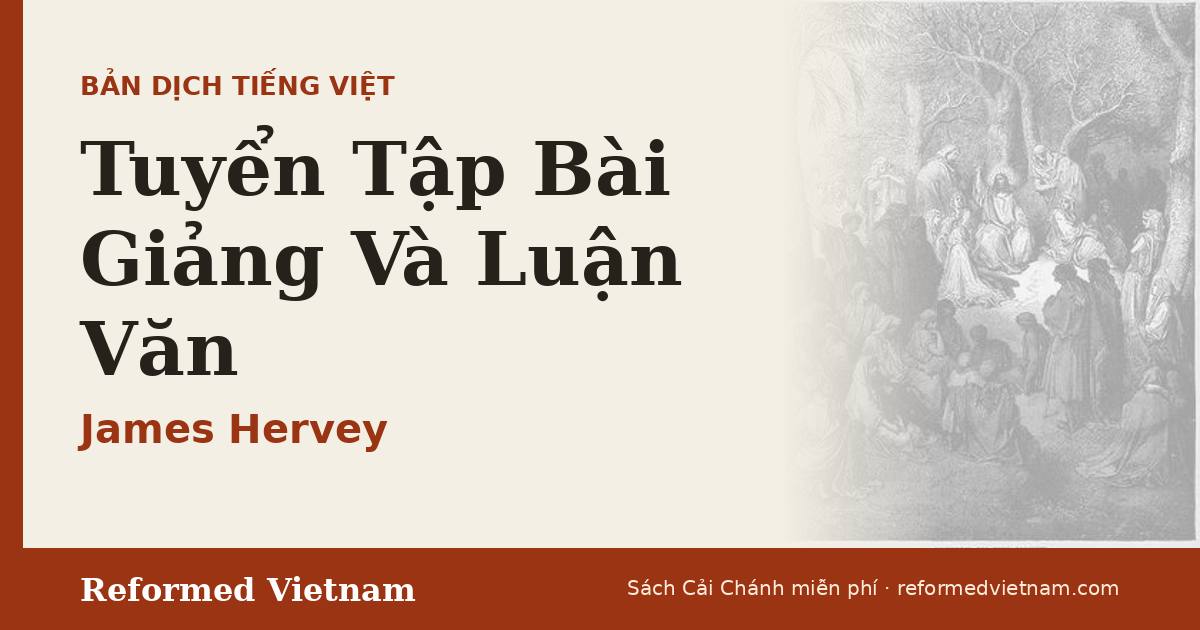 BẢN DỊCH TIẾNG VIỆT
Tuyển Tập Bài
Giảng Và Luận
Văn
James Hervey
Reformed Vietnam
Sách Cải Chánh miễn phí · reformedvietnam.com